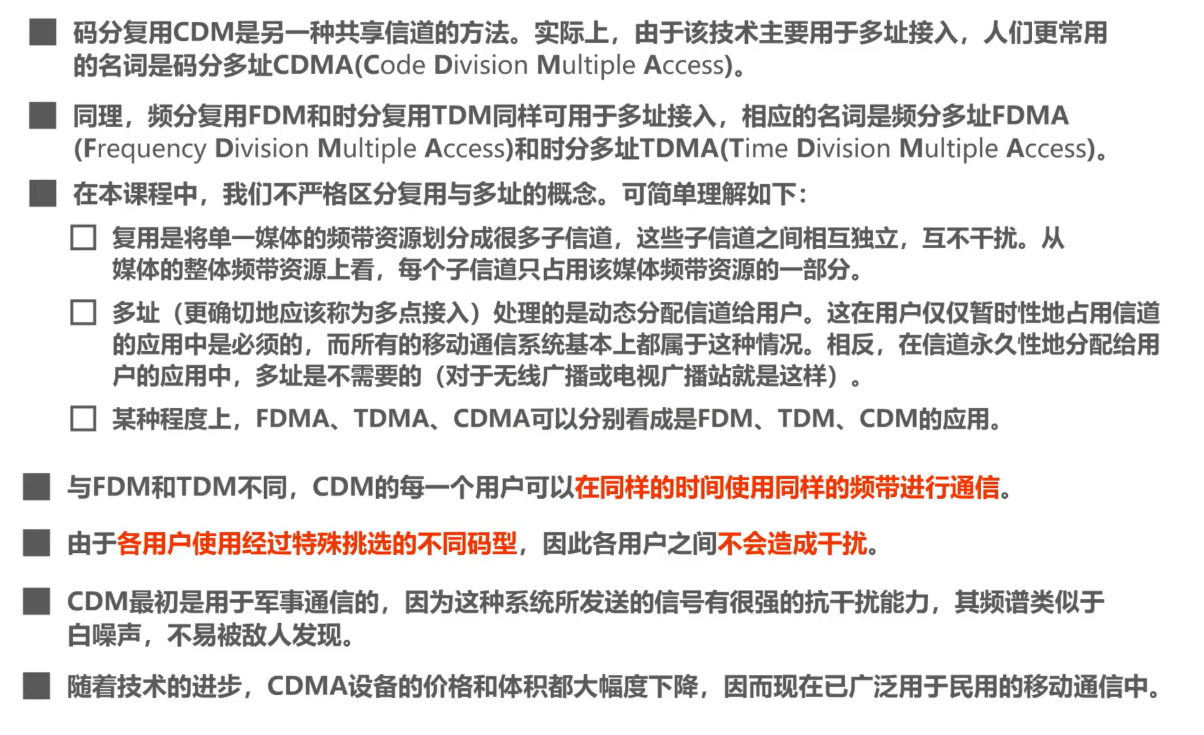 码分复用CDM是另一种共享信道的方法。实际上，由于该技术主要用于多址接入，人们更常用
的名词是码分多址CDMA(Code Division Multiple Access)。
同理，频分复用FDM和时分复用TDM同样可用于多址接入，相应的名词是频分多址FDMA
(Frequency Division Multiple Access)和时分多址TDMA(Time Division Multiple Access)。
在本课程中，我们不严格区分复用与多址的概念。可简单理解如下：
复用是将单一媒体的频带资源划分成很多子信道，这些子信道之间相互独立，互不干扰。从
媒体的整体频带资源上看，每个子信道只占用该媒体频带资源的一部分。
多址（更确切地应该称为多点接入）处理的是动态分配信道给用户。这在用户仅仅暂时性地占用信道
的应用中是必须的，而所有的移动通信系统基本上都属于这种情况。相反，在信道永久性地分配给用
户的应用中，多址是不需要的（对于无线广播或电视广播站就是这样）。
某种程度上，FDMA、TDMA、CDMA可以分别看成是FDM、TDM、CDM的应用。
与FDM和TDM不同，CDM的每一个用户可以在同样的时间使用同样的频带进行通信。
由于各用户使用经过特殊挑选的不同码型，因此各用户之间不会造成干扰。
CDM最初是用于军事通信的，因为这种系统所发送的信号有很强的抗干扰能力，其频谱类似于
白噪声，不易被敌人发现。
随着技术的进步，CDMA设备的价格和体积都大幅度下降，因而现在已广泛用于民用的移动通信中。